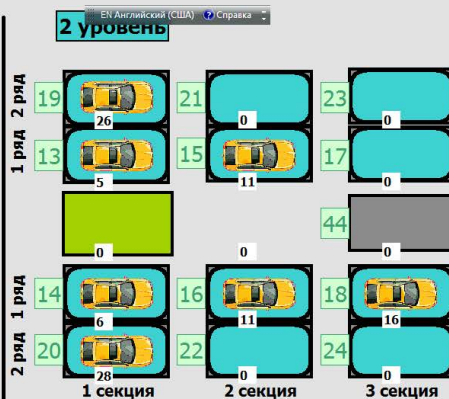 EN Английский (США) Справка
2 уровень
2 ряд 19 26 21 0 23 0
1 ряд 13 5 15 11 17 0
0 0 44 0
1 ряд 14 6 16 11 18 16
2 ряд 20 28 22 0 24 0
1 секция 2 секция 3 секция